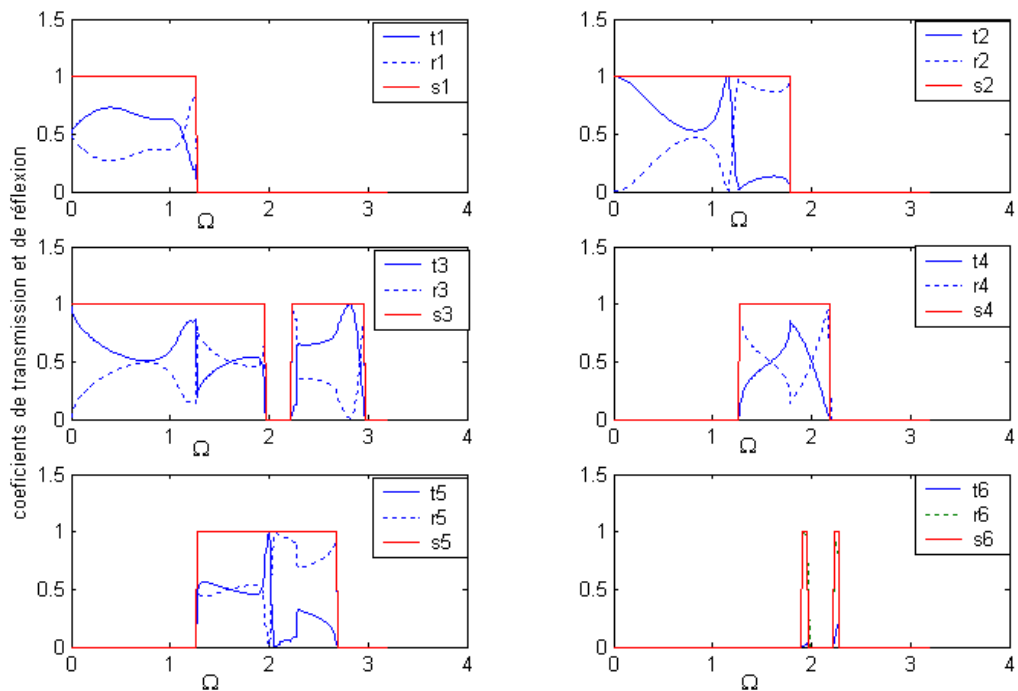 coeficients de transmission et de réflexion
1.5
1
0.5
0
0 1 2 3 4
Ω
t1
r1
s1
1.5
1
0.5
0
0 1 2 3 4
Ω
t2
r2
s2
1.5
1
0.5
0
0 1 2 3 4
Ω
t3
r3
s3
1.5
1
0.5
0
0 1 2 3 4
Ω
t4
r4
s4
1.5
1
0.5
0
0 1 2 3 4
Ω
t5
r5
s5
1.5
1
0.5
0
0 1 2 3 4
Ω
t6
r6
s6